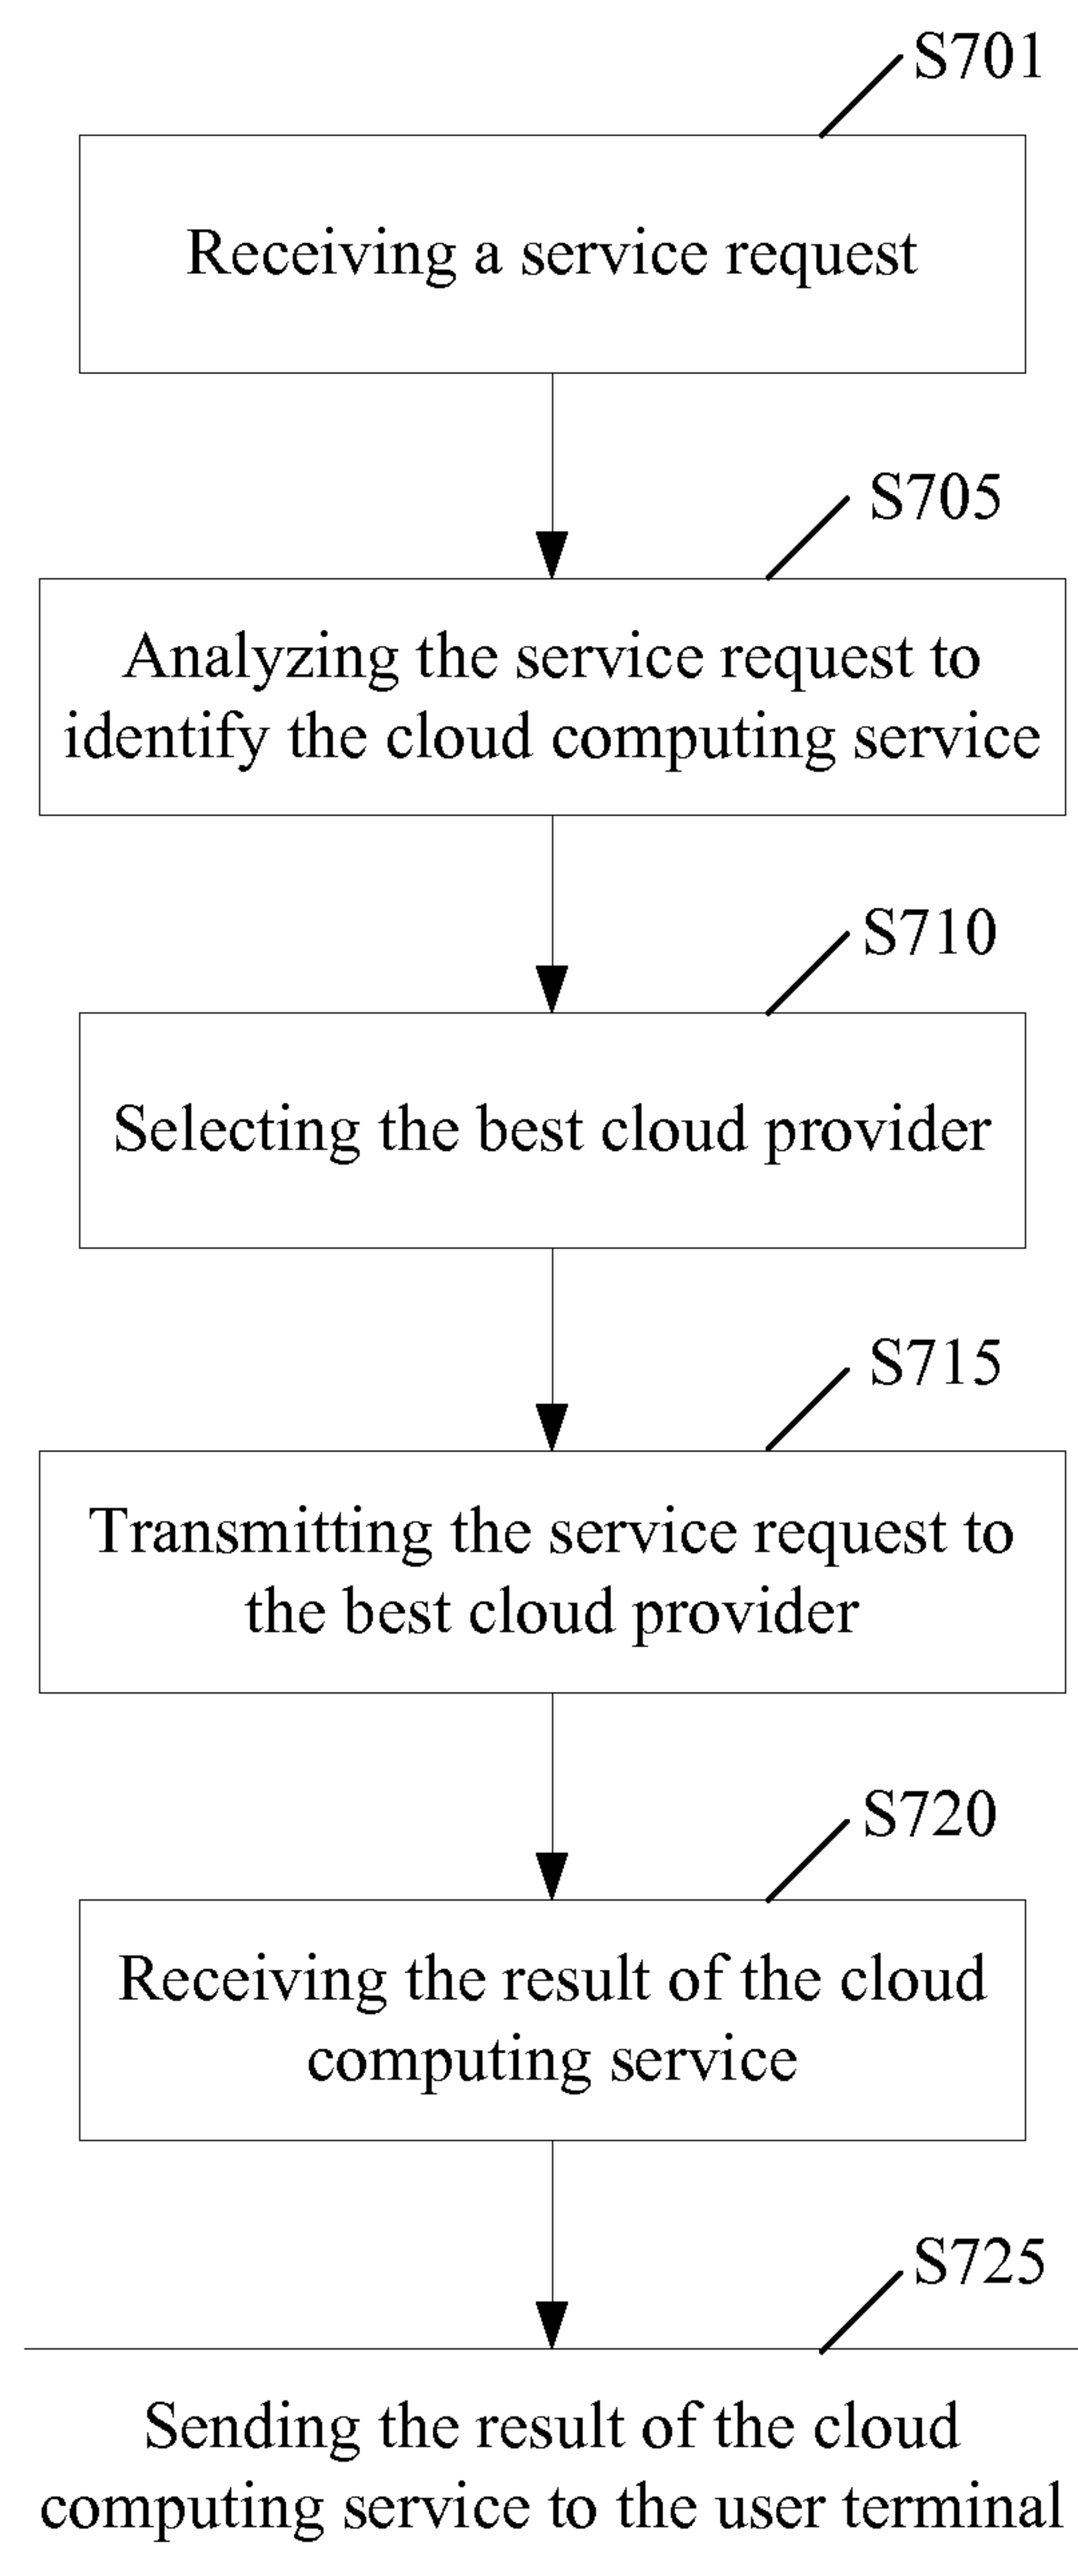 S701
Receiving a service request
S705
Analyzing the service request to
identify the cloud computing service
S710
Selecting the best cloud provider
S715
Transmitting the service request to
the best cloud provider
S720
Receiving the result of the cloud
computing service
S725
Sending the result of the cloud
computing service to the user terminal